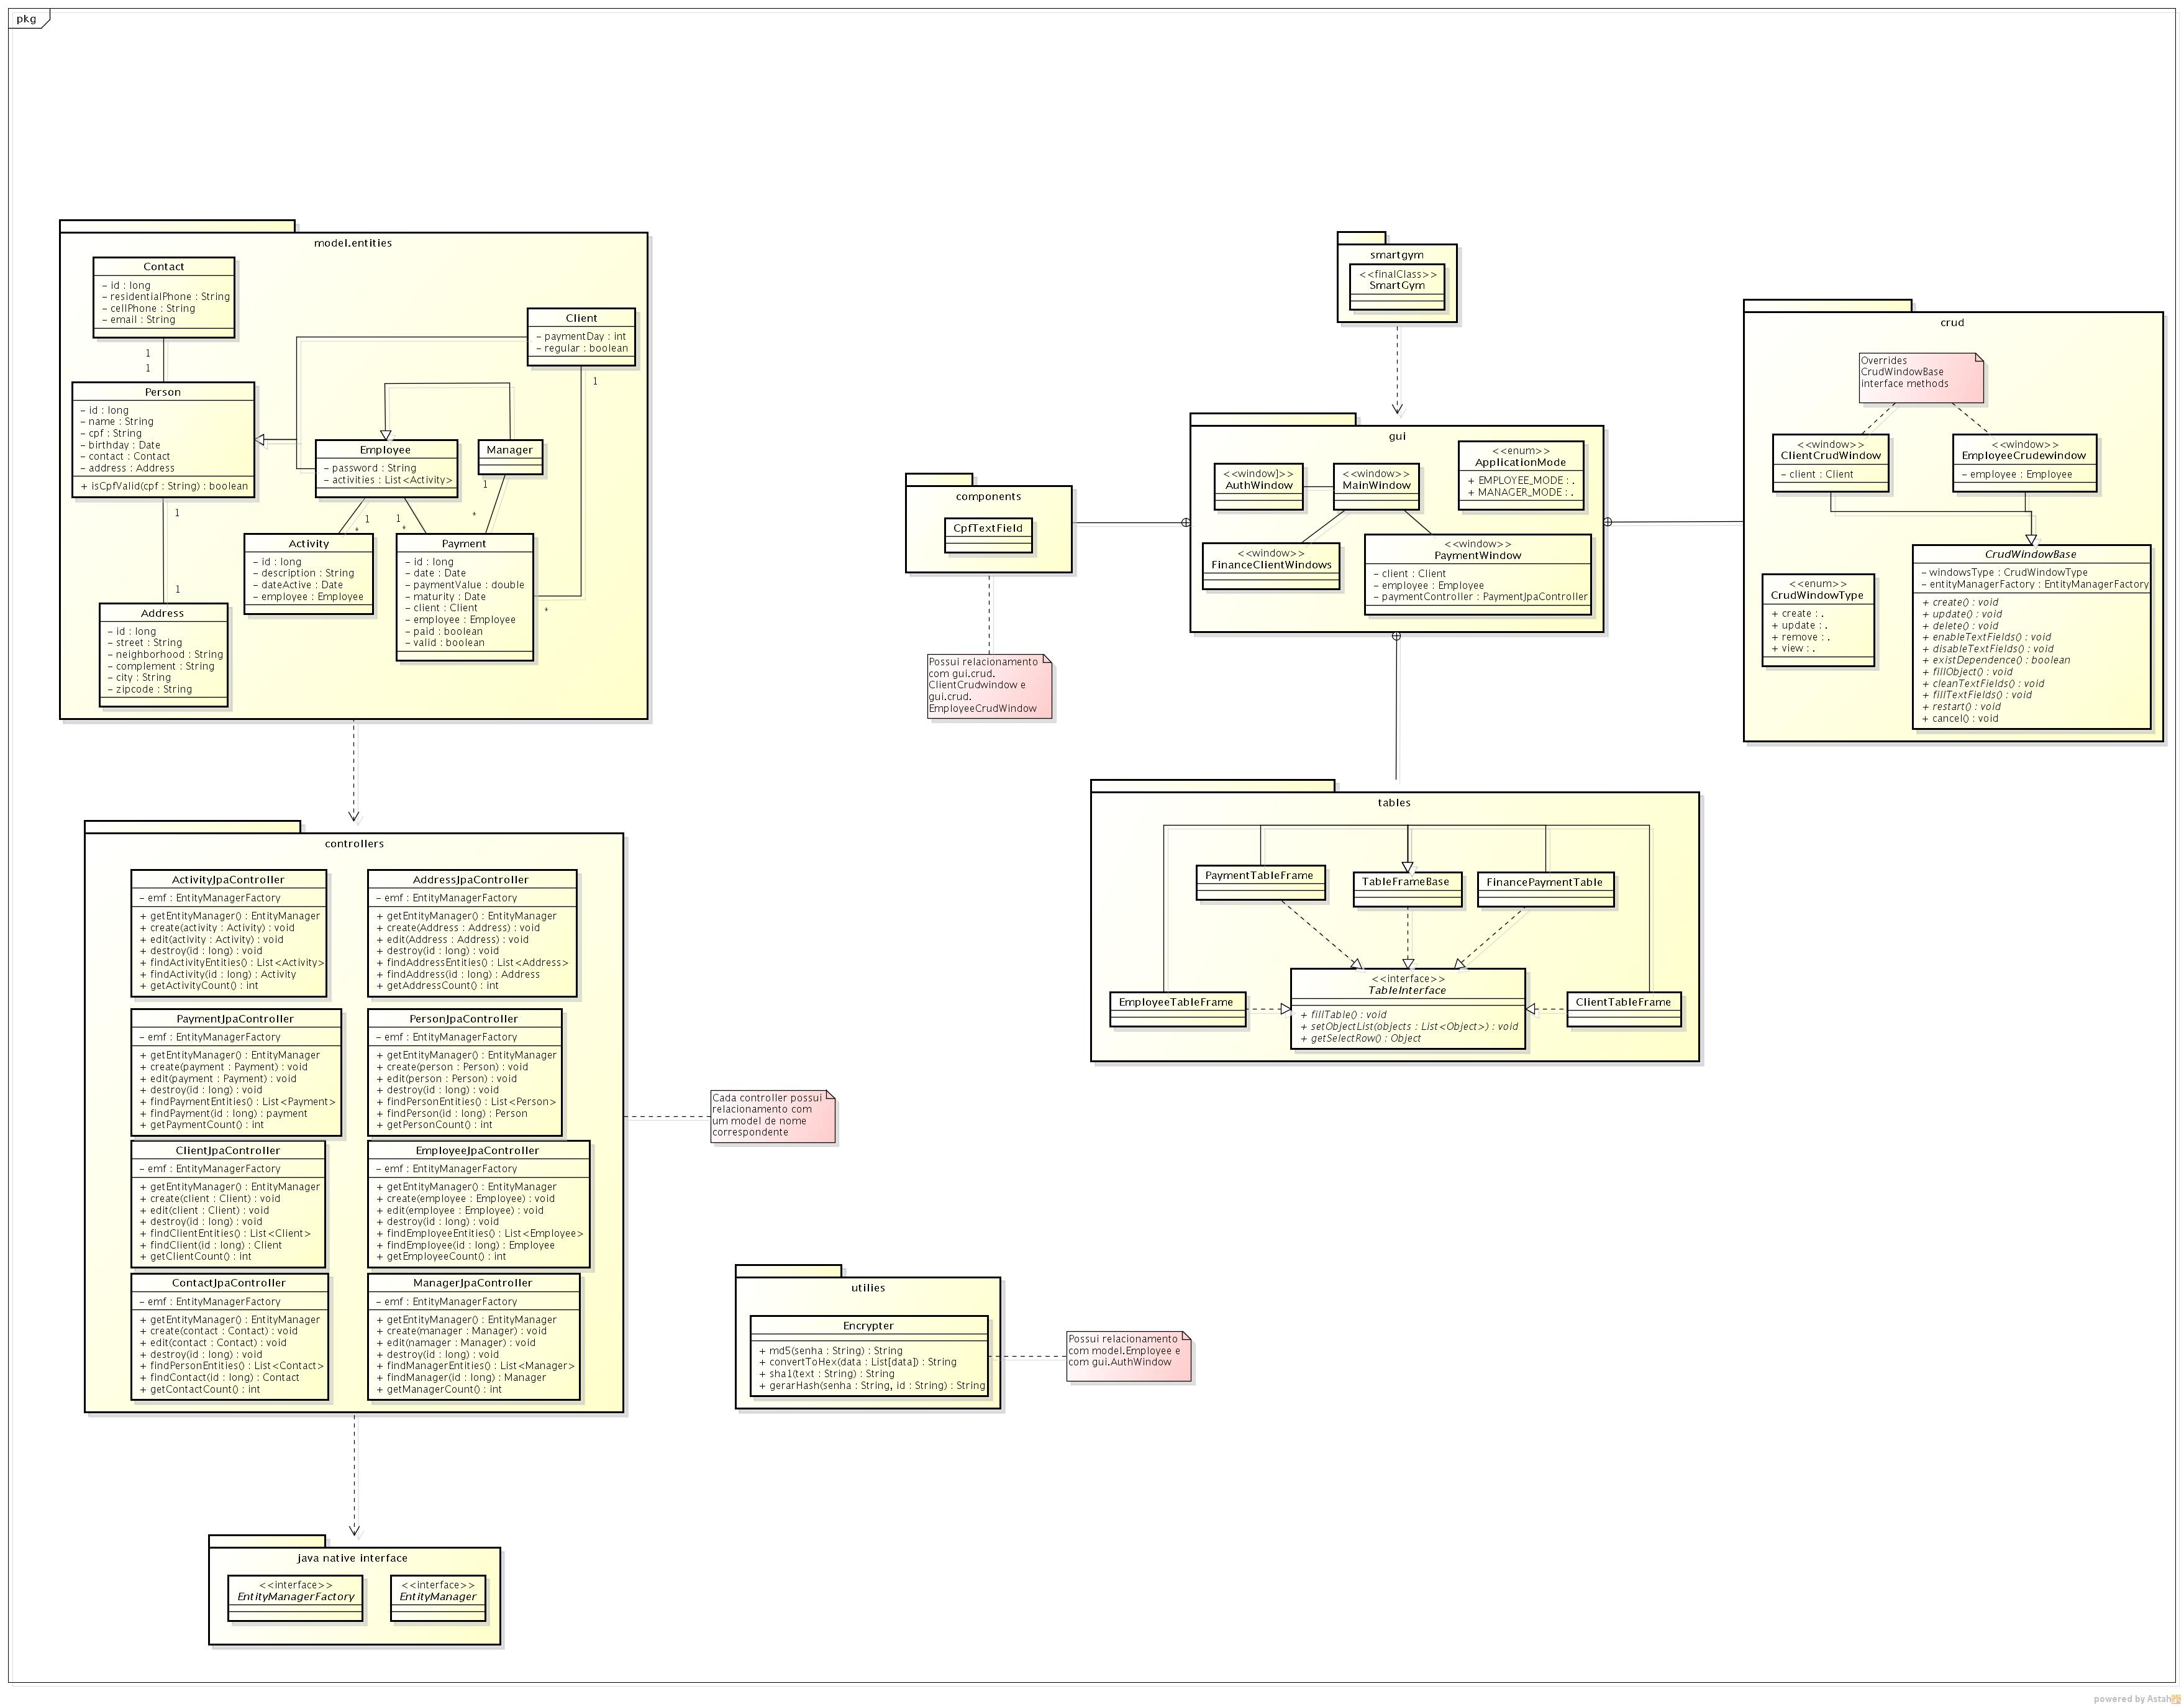 pkg
model.entities
Contact
- id : long
- residentialPhone : String
- cellPhone : String
- email : String
Client
- paymentDay : int
- regular : boolean
1
1
1
Person
- id : long
- name : String
- cpf : String
- birthday : Date
- contact : Contact
- address : Address
+ isCpfValid(cpf : String) : boolean
Employee
- password : String
- activities : List<Activity>
Manager
1
1
1
1
*
*
*
Activity
- id : long
- description : String
- dateActive : Date
- employee : Employee
Payment
- id : long
- date : Date
- paymentValue : double
- maturity : Date
- client : Client
- employee : Employee
- paid : boolean
- valid : boolean
1
*
Address
- id : long
- street : String
- neighborhood : String
- complement : String
- city : String
- zipcode : String
smartgym
<<finalClass>>
SmartGym
gui
<<window]>>
AuthWindow
<<window>>
MainWindow
<<enum>>
ApplicationMode
+ EMPLOYEE_MODE : .
+ MANAGER_MODE : .
<<window>>
FinanceClientWindows
<<window>>
PaymentWindow
- client : Client
- employee : Employee
- paymentController : PaymentJpaController
components
CpfTextField
Possui relacionamento
com gui.crud.
ClientCrudwindow e
gui.crud.
EmployeeCrudWindow
crud
Overrides
CrudWindowBase
interface methods
<<window>>
ClientCrudWindow
- client : Client
<<window>>
EmployeeCrudewindow
- employee : Employee
<<enum>>
CrudWindowType
+ create : .
+ update : .
+ remove : .
+ view : .
CrudWindowBase
- windowsType : CrudWindowType
- entityManagerFactory : EntityManagerFactory
+ create() : void
+ update() : void
+ delete() : void
+ enableTextFields() : void
+ disableTextFields() : void
+ existDependence() : boolean
+ fillObject() : void
+ cleanTextFields() : void
+ fillTextFields() : void
+ restart() : void
+ cancel() : void
tables
PaymentTableFrame
TableFrameBase
FinancePaymentTable
EmployeeTableFrame
<<interface>>
TableInterface
+ fillTable() : void
+ setObjectList(objects : List<Object>) : void
+ getSelectRow() : Object
ClientTableFrame
controllers
ActivityJpaController
- emf : EntityManagerFactory
+ getEntityManager() : EntityManager
+ create(activity : Activity) : void
+ edit(activity : Activity) : void
+ destroy(id : long) : void
+ findActivityEntities() : List<Activity>
+ findActivity(id : long) : Activity
+ getActivityCount() : int
AddressJpaController
- emf : EntityManagerFactory
+ getEntityManager() : EntityManager
+ create(Address : Address) : void
+ edit(Address : Address) : void
+ destroy(id : long) : void
+ findAddressEntities() : List<Address>
+ findAddress(id : long) : Address
+ getAddressCount() : int
PaymentJpaController
- emf : EntityManagerFactory
+ getEntityManager() : EntityManager
+ create(payment : Payment) : void
+ edit(payment : Payment) : void
+ destroy(id : long) : void
+ findPaymentEntities() : List<Payment>
+ findPayment(id : long) : payment
+ getPaymentCount() : int
PersonJpaController
- emf : EntityManagerFactory
+ getEntityManager() : EntityManager
+ create(person : Person) : void
+ edit(person : Person) : void
+ destroy(id : long) : void
+ findPersonEntities() : List<Person>
+ findPerson(id : long) : Person
+ getPersonCount() : int
ClientJpaController
- emf : EntityManagerFactory
+ getEntityManager() : EntityManager
+ create(client : Client) : void
+ edit(client : Client) : void
+ destroy(id : long) : void
+ findClientEntities() : List<Client>
+ findClient(id : long) : Client
+ getClientCount() : int
EmployeeJpaController
- emf : EntityManagerFactory
+ getEntityManager() : EntityManager
+ create(employee : Employee) : void
+ edit(employee : Employee) : void
+ destroy(id : long) : void
+ findEmployeeEntities() : List<Employee>
+ findEmployee(id : long) : Employee
+ getEmployeeCount() : int
ContactJpaController
- emf : EntityManagerFactory
+ getEntityManager() : EntityManager
+ create(contact : Contact) : void
+ edit(contact : Contact) : void
+ destroy(id : long) : void
+ findPersonEntities() : List<Contact>
+ findContact(id : long) : Contact
+ getContactCount() : int
ManagerJpaController
- emf : EntityManagerFactory
+ getEntityManager() : EntityManager
+ create(manager : Manager) : void
+ edit(namager : Manager) : void
+ destroy(id : long) : void
+ findManagerEntities() : List<Manager>
+ findManager(id : long) : Manager
+ getManagerCount() : int
Cada controller possui
relacionamento com
um model de nome
correspondente
utilies
Encrypter
+ md5(senha : String) : String
+ convertToHex(data : List[data]) : String
+ sha1(text : String) : String
+ gerarHash(senha : String, id : String) : String
Possui relacionamento
com model.Employee e
com gui.AuthWindow
java native interface
<<interface>>
EntityManagerFactory
<<interface>>
EntityManager
powered by Astah